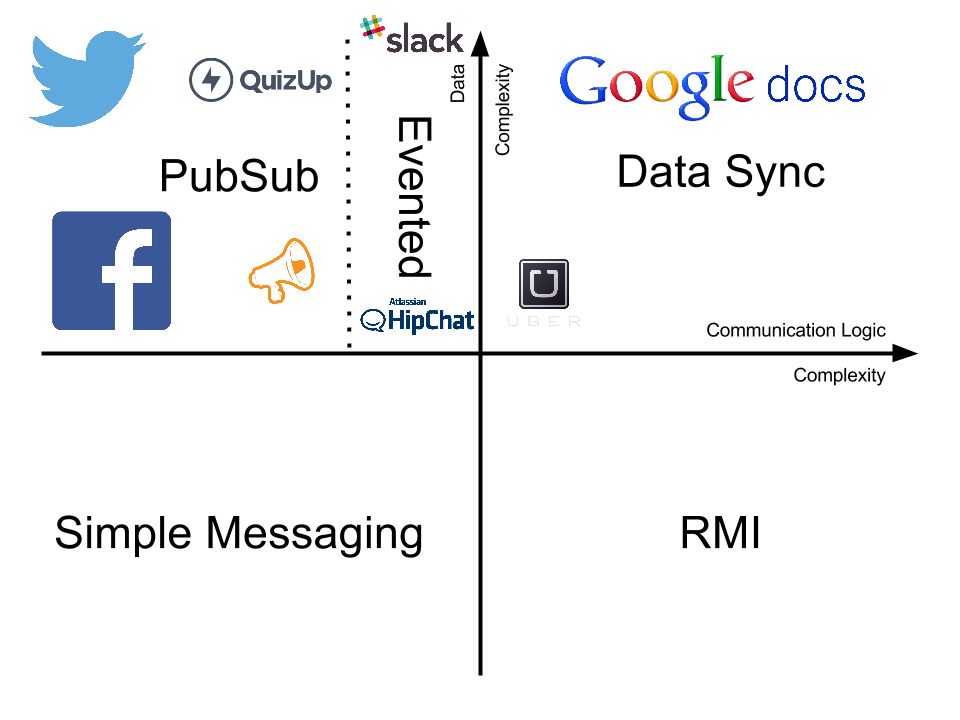 slack
QuizUp
Google docs
Data
Complexity
PubSub
Evented
Data Sync
f
U
UBER
Atlassian
HipChat
Communication Logic
Complexity
Simple Messaging
RMI